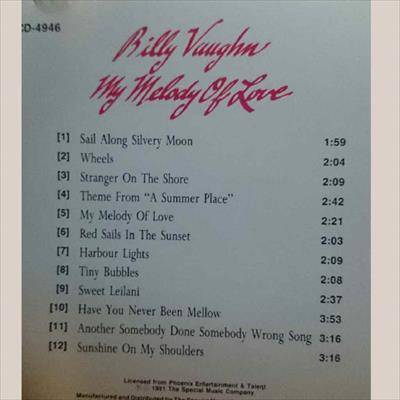 CD-4946
Billy Vaughn
My Melody Of Love
[1] Sail Along Silvery Moon 1:59
[2] Wheels 2:04
[3] Stranger On The Shore 2:09
[4] Theme From "A Summer Place" 2:42
[5] My Melody Of Love 2:21
[6] Red Sails In The Sunset 2:03
[7] Harbour Lights 2:09
[8] Tiny Bubbles 2:08
[9] Sweet Leilani 2:37
[10] Have You Never Been Mellow 3:53
[11] Another Somebody Done Somebody Wrong Song 3:16
[12] Sunshine On My Shoulders 3:16
Licensed from Phoenix Entertainment & Talent
1991 The Special Music Company
Manufactured and Distributed by The